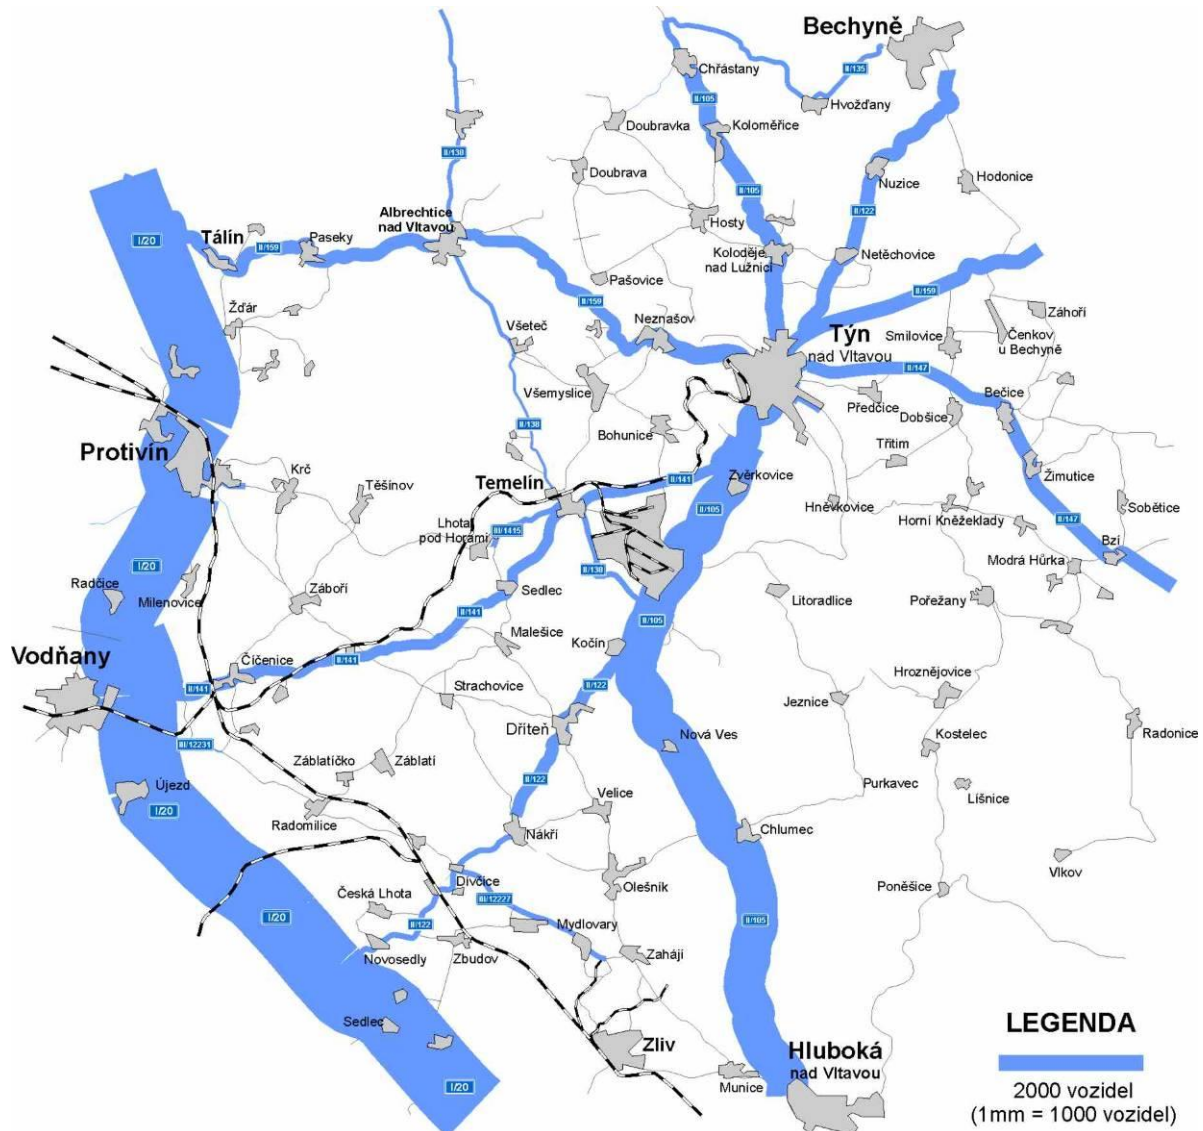 Bechyně
Chřástany
II/135
II/105
Hvožďany
Doubravka
Koloměřice
II/138
Doubrava
Nuzice
Hodonice
II/105
Albrechtice
nad Vltavou
II/122
Hosty
I/20
Tálín
II/159
Paseky
Koloděje
nad Lužnicí
Netěchovice
Pašovice
II/159
II/159
Žďár
Neznašov
Záhoří
Všeteč
Týn
nad Vltavou
Smilovice
Čenkov
u Bechyně
II/147
Všemyslice
Bečice
Předčice
Dobšice
II/138
Bohunice
Třitim
Protivín
Krč
Těšínov
Temelín
II/141
Zvěrkovice
Žimutice
Hněvkovice
II/105
Sobětice
Lhota
pod Horami
III/1415
Horní Kněžeklady
II/147
Bzí
I/20
II/138
Modrá Hůrka
Radčice
Milenovice
Záboří
Sedlec
Litoradlice
Pořežany
II/141
II/105
Malešice
Kočín
Vodňany
Číčenice
II/141
II/141
II/122
Hroznějovice
Strachovice
Jeznice
Dříteň
Radonice
III/12231
Nová Ves
Kostelec
Záblatíčko
Záblatí
Újezd
II/122
Purkavec
Líšnice
I/20
Radomilice
Velice
Nákří
Chlumec
Vlkov
Dívčice
Olešník
Poněšice
Česká Lhota
III/12227
I/20
II/122
Mydlovary
II/105
Novosedly
Zbudov
Zahájí
Sedlec
LEGENDA
Zliv
Hluboká
nad Vltavou
I/20
Munice
2000 vozidel
(1mm = 1000 vozidel)